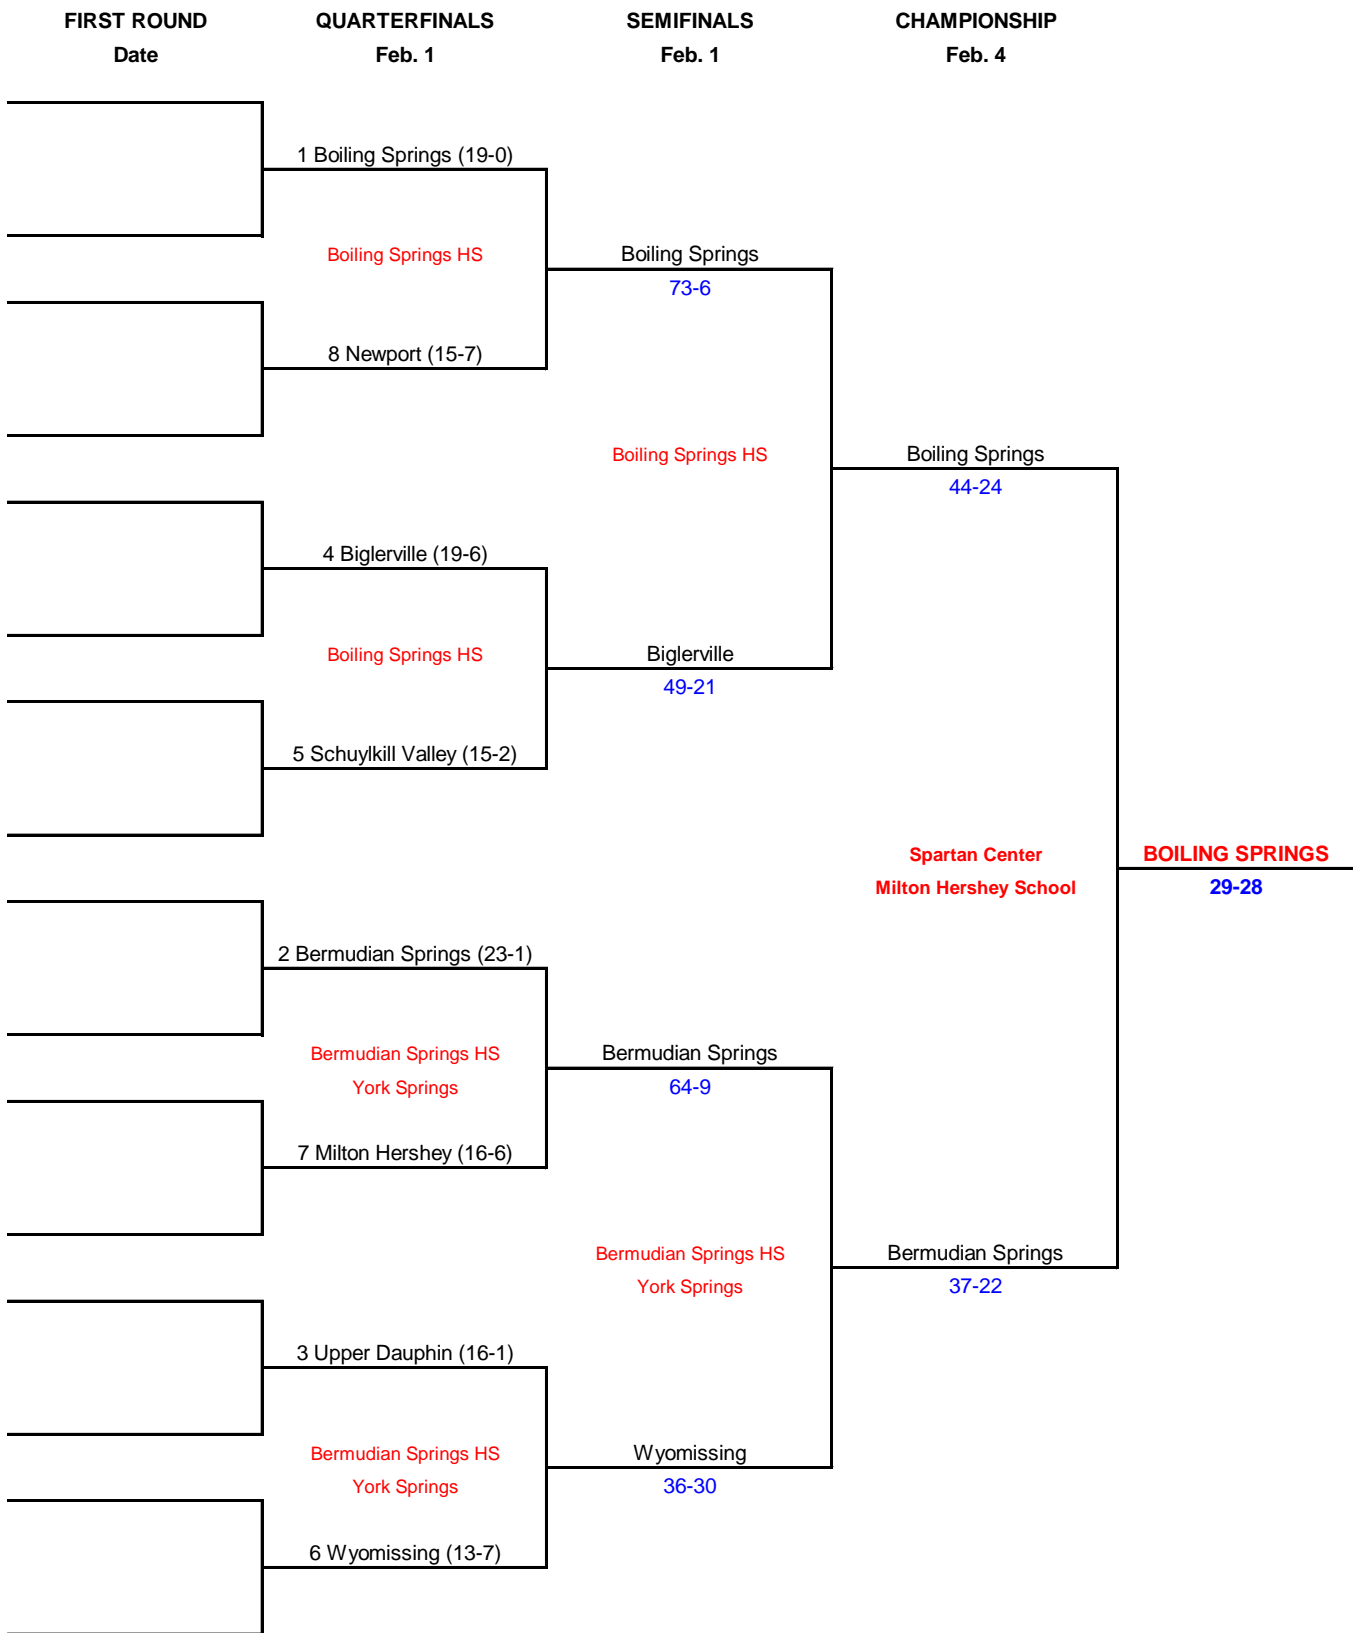 FIRST ROUND QUARTERFINALS SEMIFINALS CHAMPIONSHIP
Date Feb. 1 Feb. 1 Feb. 4
1 Boiling Springs (19-0)
Boiling Springs HS Boiling Springs
73-6
8 Newport (15-7)
Boiling Springs HS Boiling Springs
44-24
4 Biglerville (19-6)
Boiling Springs HS Biglerville
49-21
5 Schuylkill Valley (15-2)
Spartan Center BOILING SPRINGS
Milton Hershey School 29-28
2 Bermudian Springs (23-1)
Bermudian Springs HS Bermudian Springs
York Springs 64-9
7 Milton Hershey (16-6)
Bermudian Springs HS Bermudian Springs
York Springs 37-22
3 Upper Dauphin (16-1)
Bermudian Springs HS Wyomissing
York Springs 36-30
6 Wyomissing (13-7)